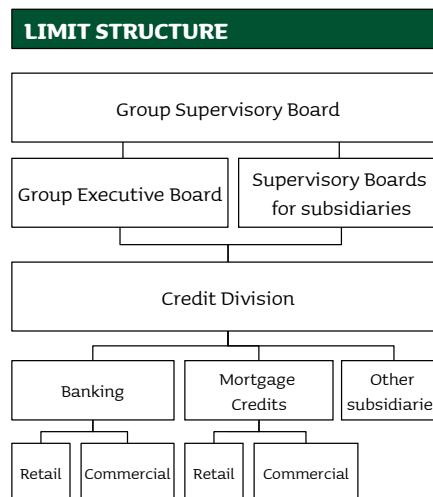 LIMIT STRUCTURE
Group Supervisory Board
Group Executive Board
Supervisory Boards
for subsidiaries
Credit Division
Banking
Mortgage
Credits
Other
subsidiarie
Retail
Commercial
Retail
Commercial